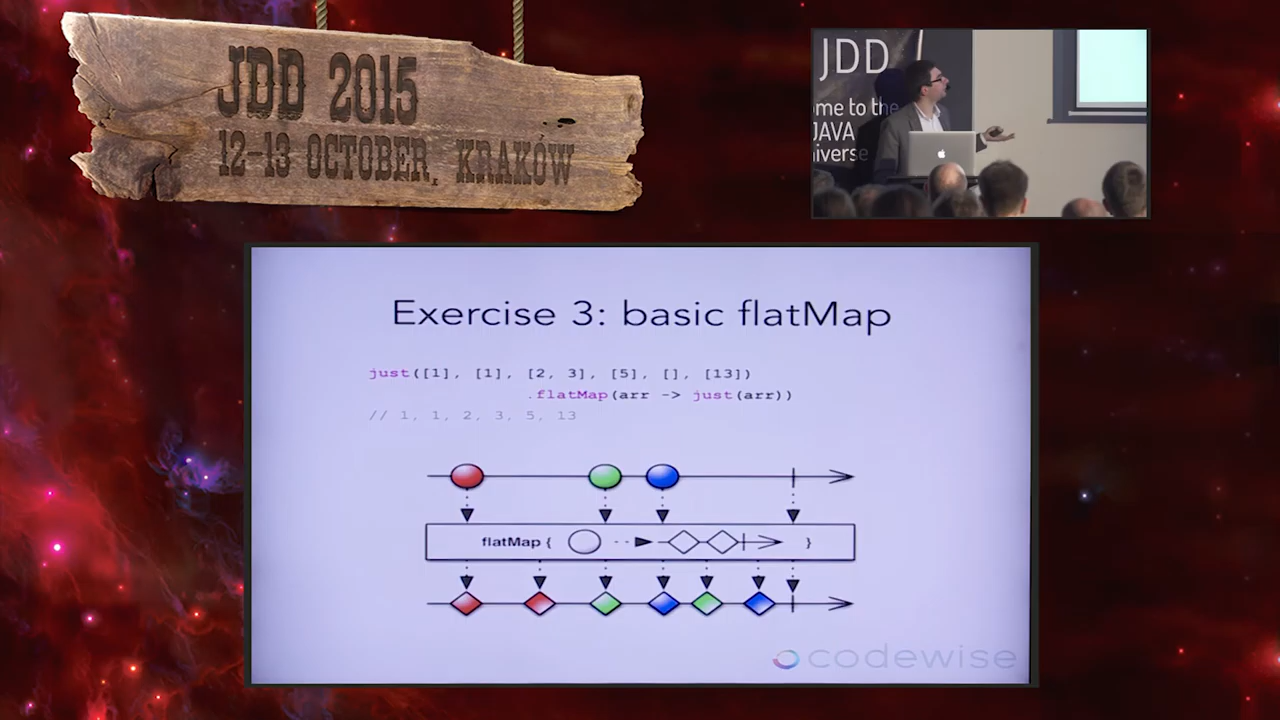 JDD 2015
12-13 OCTOBER, KRAKÓW
JDD
me to the
JAVA
iverse
Exercise 3: basic flatMap
just([1], [1], [2, 3], [5], [], [13])
.flatMap(arr -> just(arr))
// 1, 1, 2, 3, 5, 13
flatMap { }
codewise